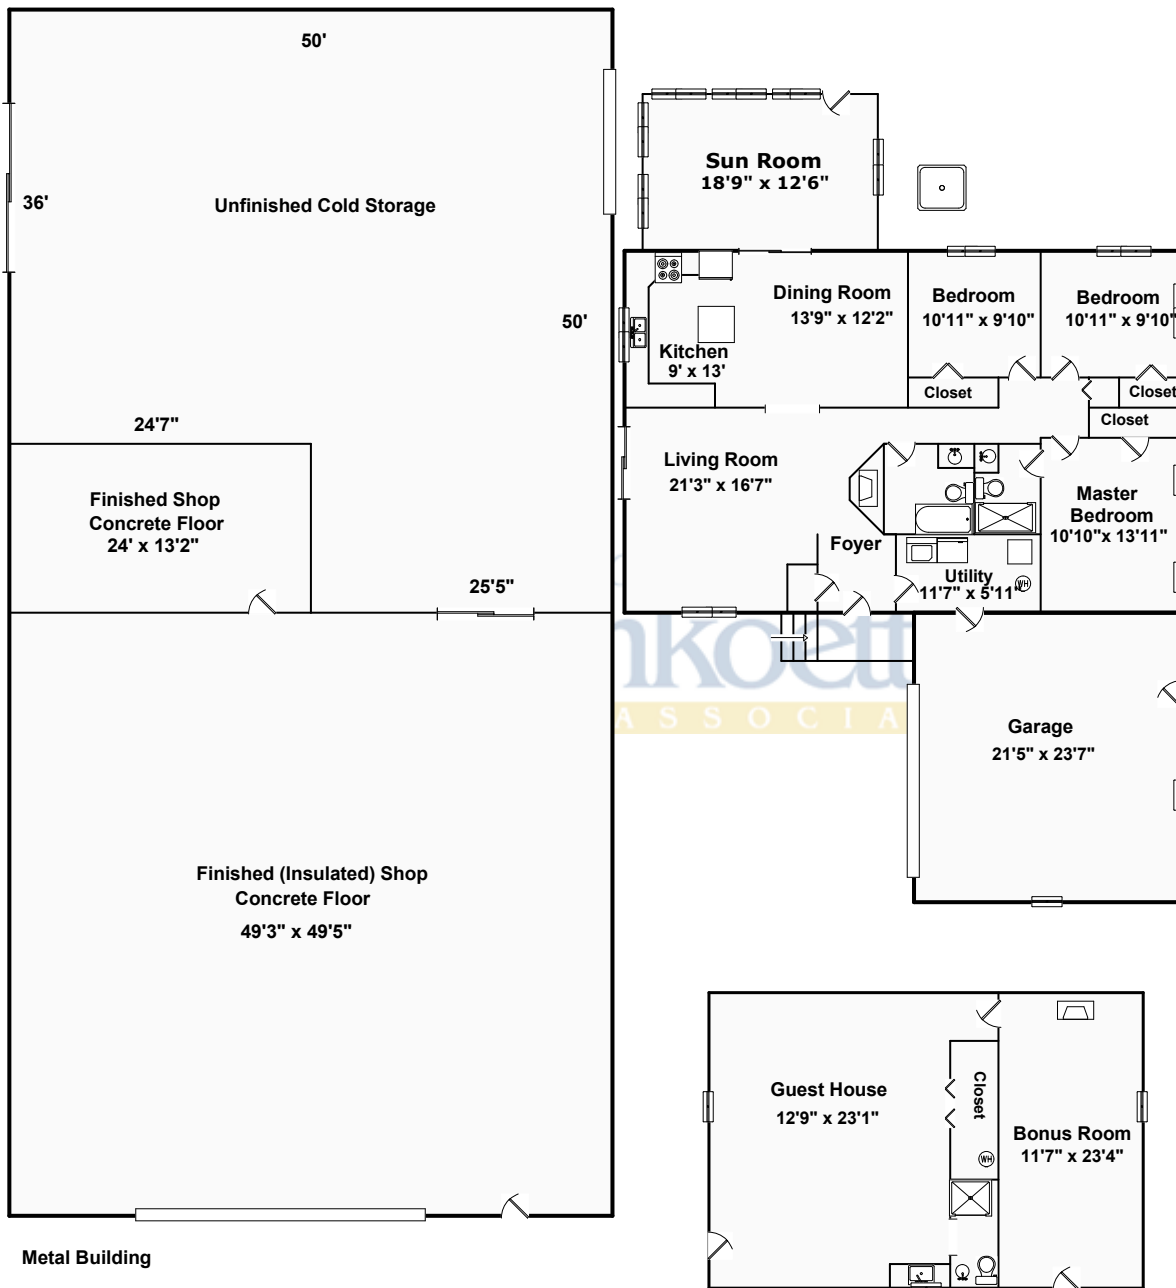 50'
36'
Unfinished Cold Storage
50'
24'7"
Finished Shop
Concrete Floor
24' x 13'2"
25'5"
Finished (Insulated) Shop
Concrete Floor
49'3" x 49'5"
Metal Building
Sun Room
18'9" x 12'6"
Dining Room
13'9" x 12'2"
Kitchen
9' x 13'
Bedroom
10'11" x 9'10"
Closet
Bedroom
10'11" x 9'10"
Closet
Closet
Living Room
21'3" x 16'7"
Foyer
Utility
11'7" x 5'11"
WH
Master
Bedroom
10'10"x 13'11"
nkoett
ASSOCIA
Garage
21'5" x 23'7"
Guest House
12'9" x 23'1"
Closet
WH
Bonus Room
11'7" x 23'4"